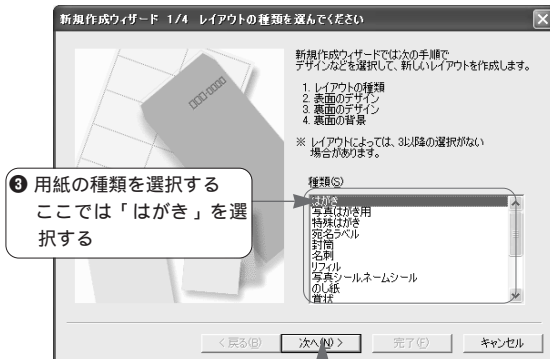 新規作成ウィザード 1/4 レイアウトの種類を選んでください
新規作成ウィザードでは次の手順で
デザインなどを選択して、新しいレイアウトを作成します。
1. レイアウトの種類
2. 表面のデザイン
3. 裏面のデザイン
4. 裏面の背景
※ レイアウトによっては、3以降の選択がない
場合があります。
❸ 用紙の種類を選択する
ここでは「はがき」を選
択する
種類(S)
はがき
写真はがき用
特殊はがき
宛名ラベル
封筒
名刺
リフィル
写真シール、ネームシール
のし紙
賞状
< 戻る(B)
次へ(N) >
完了(F)
キャンセル